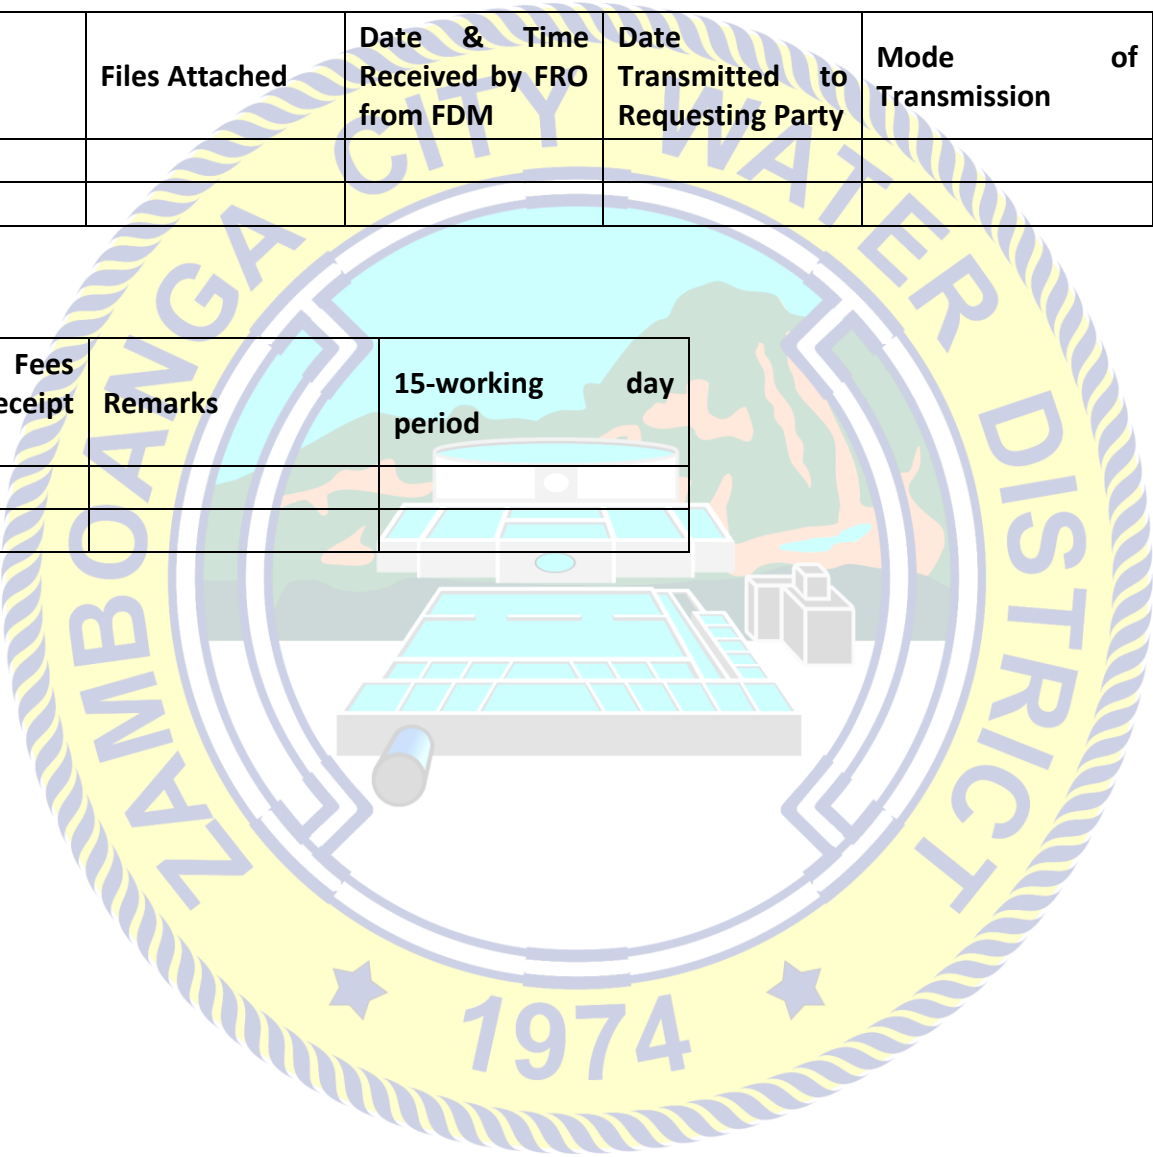 Files Attached
Date & Time
Received by FRO
from FDM
Date
Transmitted to
Requesting Party
Mode of
Transmission
Fees
eceipt
Remarks
15-working day
period
ZAMBOANGA CITY WATER DISTRICT
1974